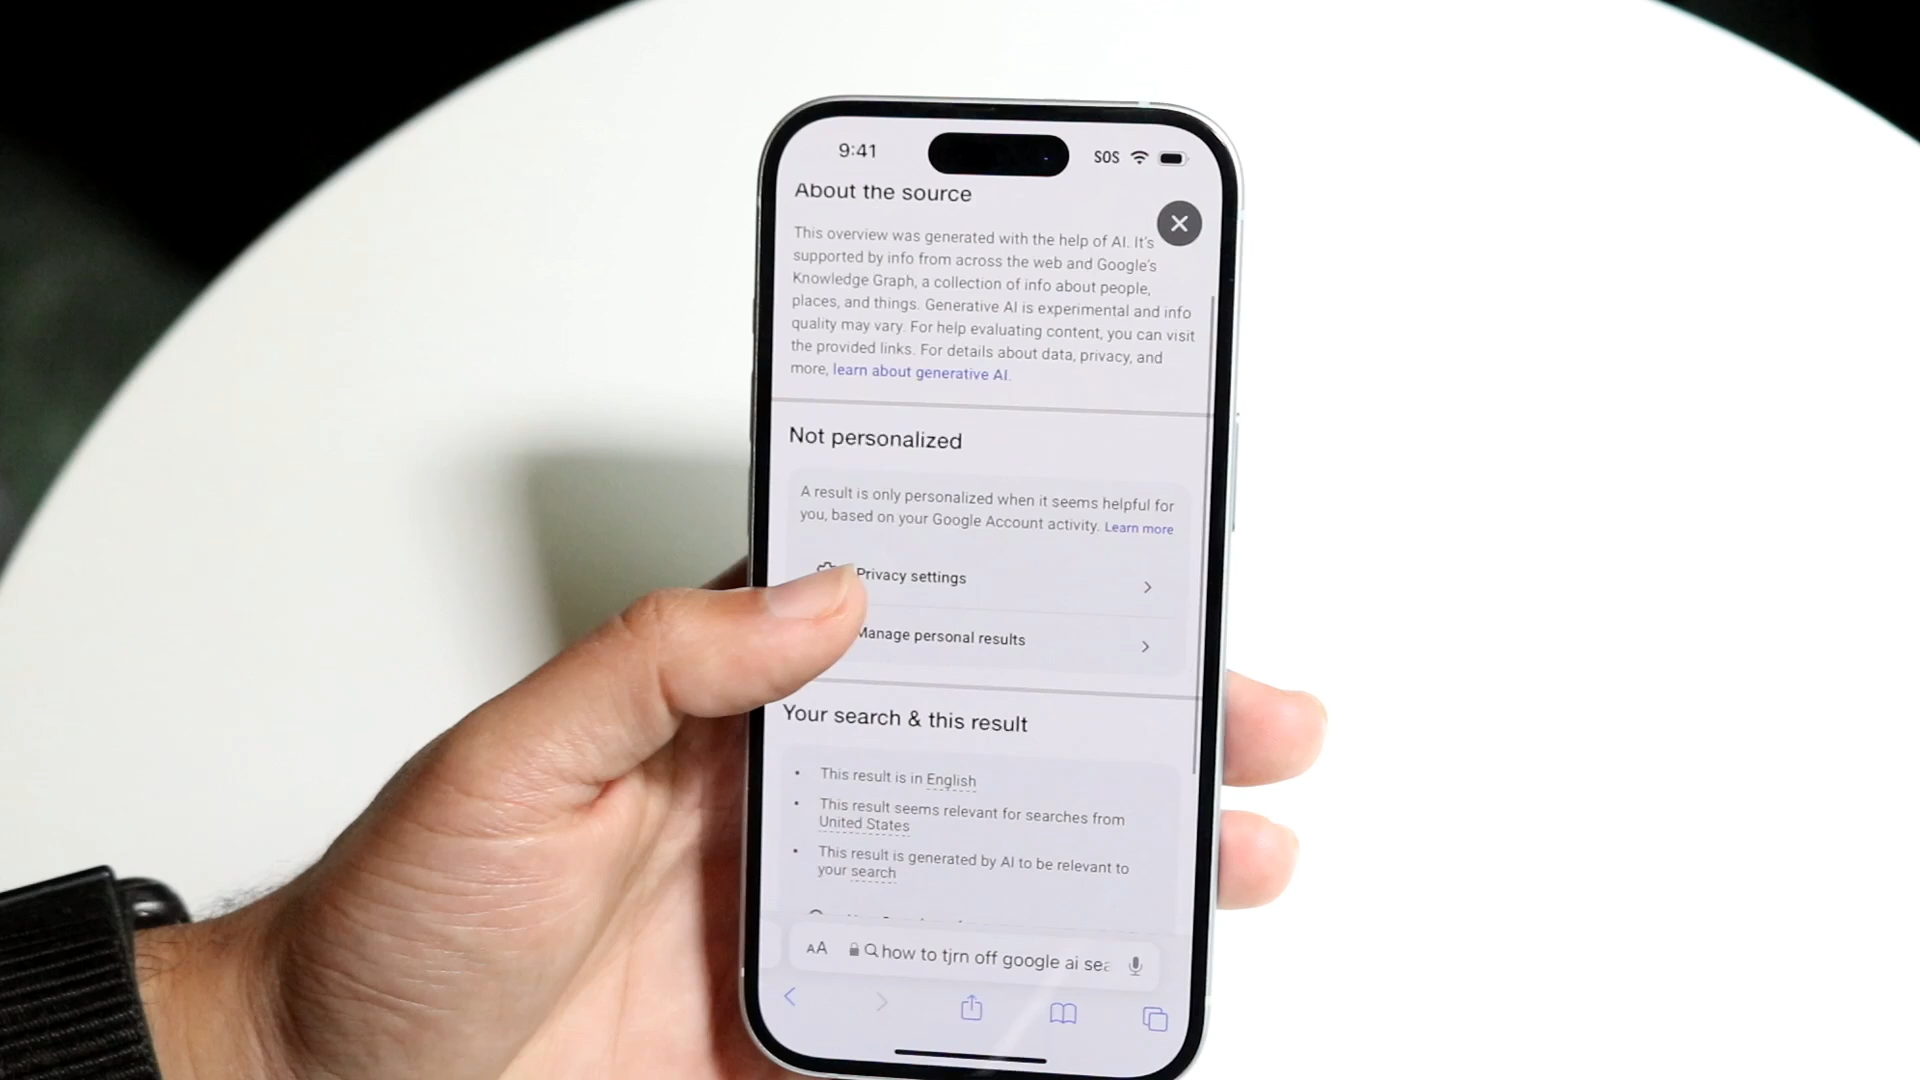 9:41
SOS
About the source
This overview was generated with the help of AI. It's
supported by info from across the web and Google's
Knowledge Graph, a collection of info about people,
places, and things. Generative AI is experimental and info
quality may vary. For help evaluating content, you can visit
the provided links. For details about data, privacy, and
more, learn about generative AI.
Not personalized
A result is only personalized when it seems helpful for
you, based on your Google Account activity. Learn more
Privacy settings
Manage personal results
Your search & this result
• This result is in English
• This result seems relevant for searches from
United States
• This result is generated by AI to be relevant to
your search
AA how to tjrn off google ai sea